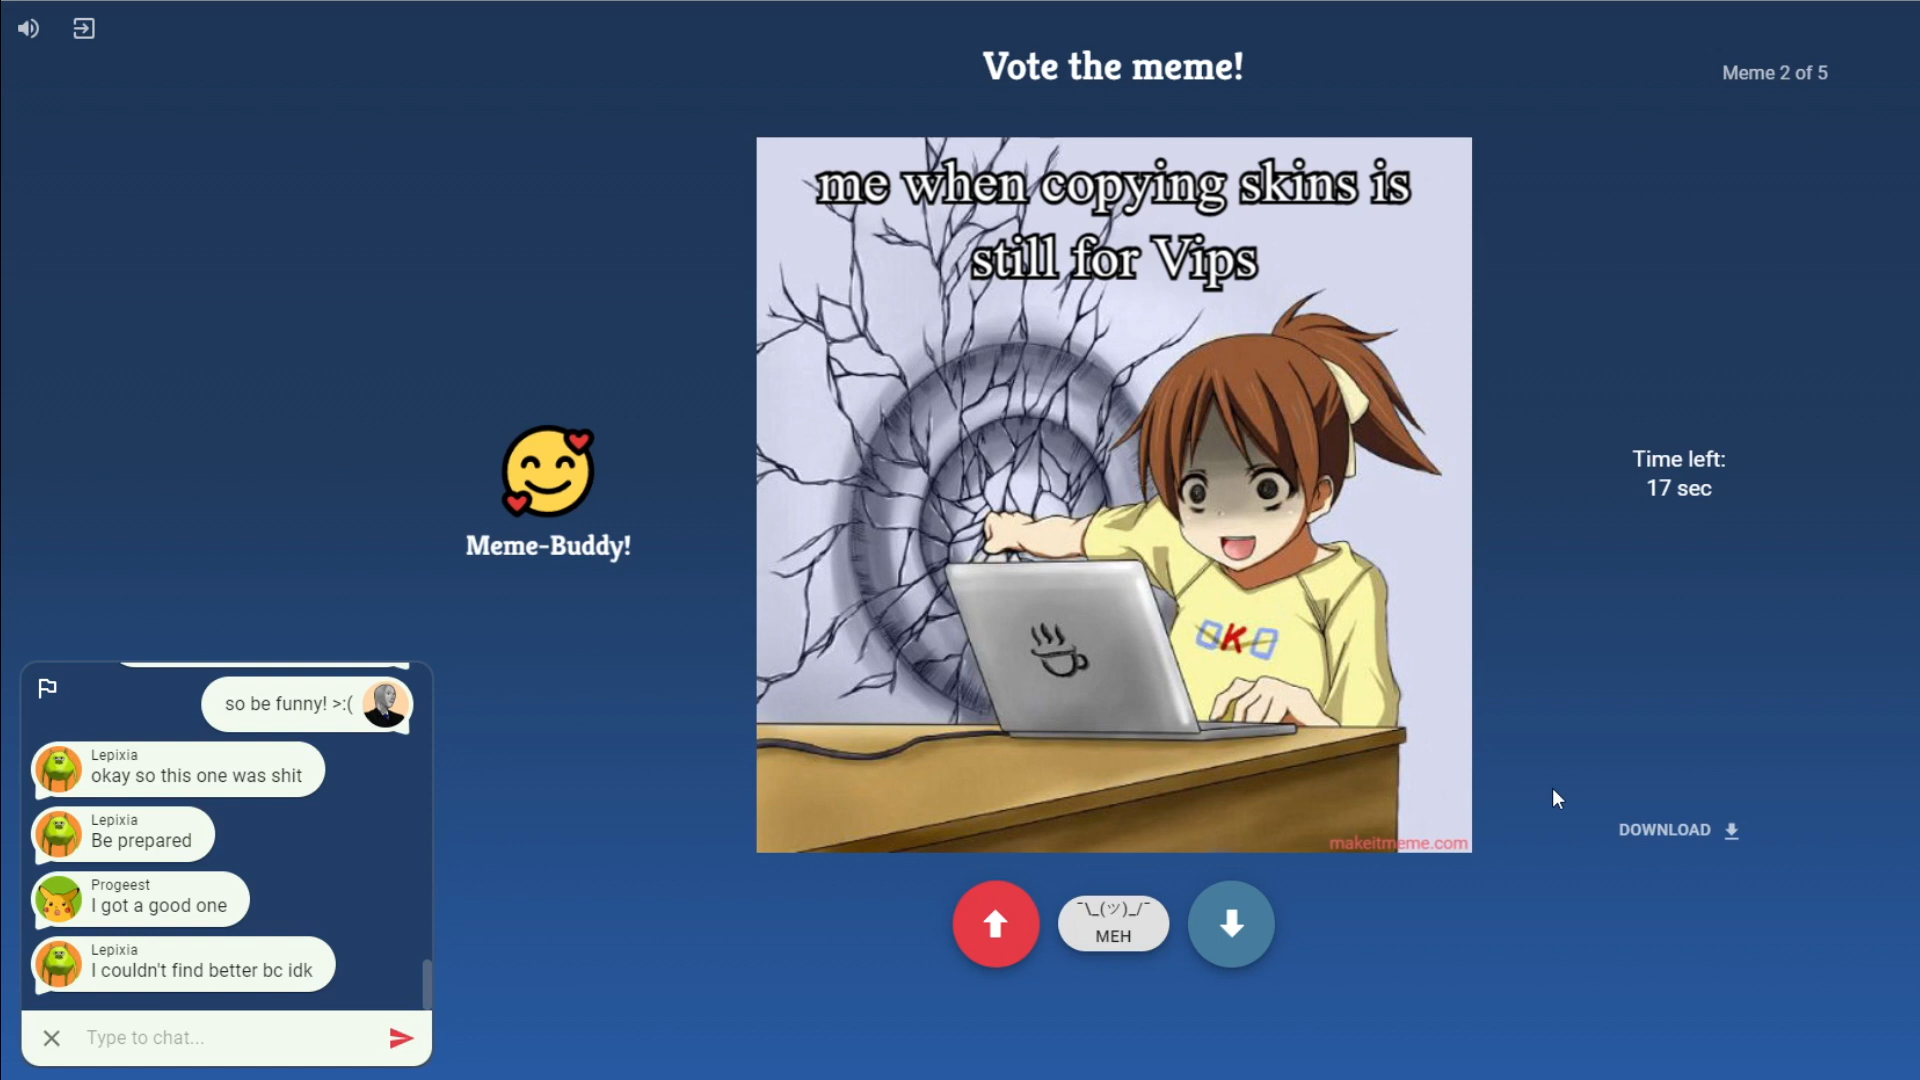 Vote the meme!
Meme 2 of 5
me when copying skins is
still for Vips
Meme-Buddy!
Time left:
17 sec
OKO
makeitmeme.com
DOWNLOAD
¯\_(ツ)_/¯
MEH
so be funny! >:(
Lepixia
okay so this one was shit
Lepixia
Be prepared
Progeest
I got a good one
Lepixia
I couldn't find better bc idk
Type to chat...